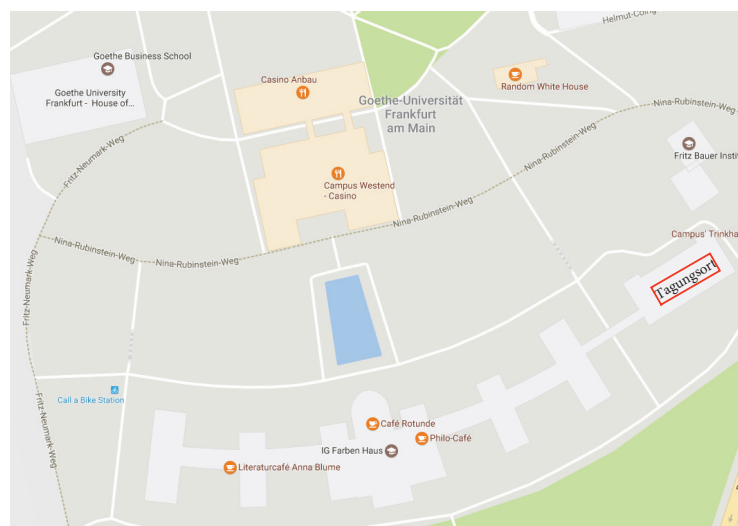 Helmut-Coing
Goethe Business School
Goethe University
Frankfurt - House of...
Casino Anbau
Random White House
Goethe-Universität
Frankfurt
am Main
Nina-Rubinstein-Weg
Fritz-Neumark-Weg
Fritz Bauer Instit
Campus Westend
- Casino
Nina-Rubinstein-Weg
Campus' Trinkha
Nina-Rubinstein-Weg
Nina-Rubinstein-Weg
Tagungsort
Fritz-Neumark-Weg
Call a Bike Station
Fritz-Neumark-Weg
Café Rotunde
Philo-Café
IG Farben Haus
Literaturcafé Anna Blume